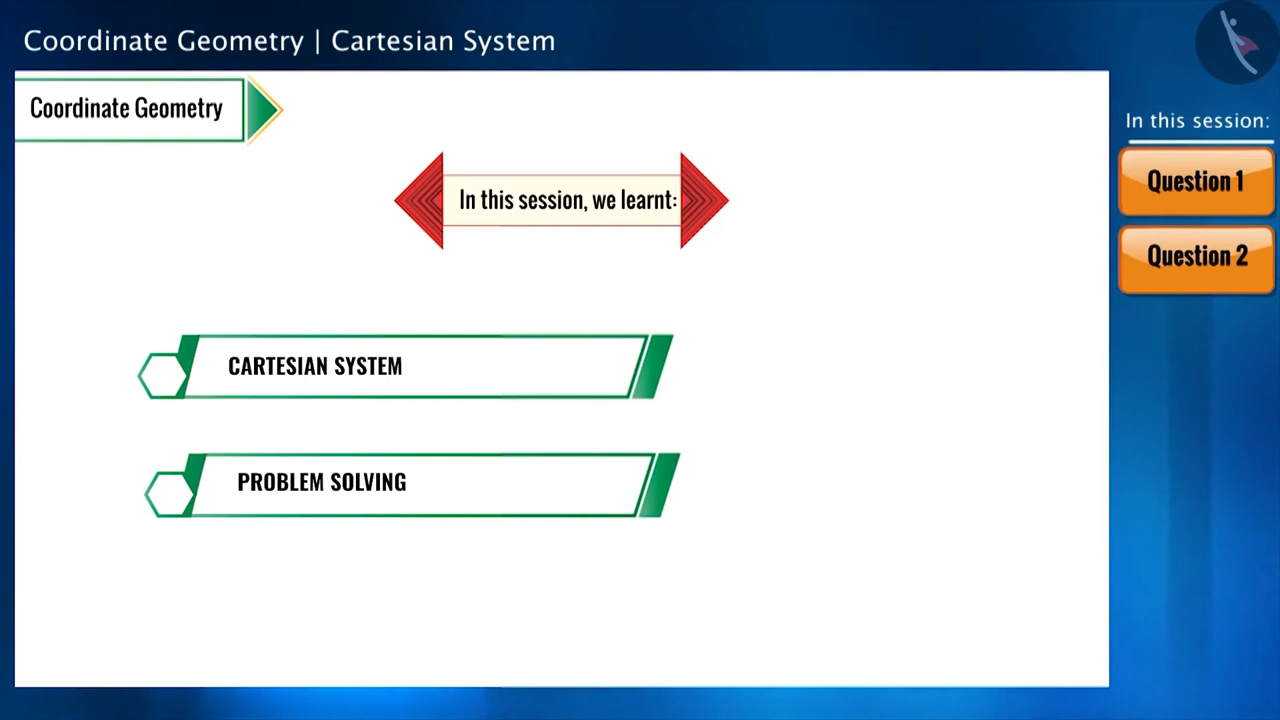 Coordinate Geometry | Cartesian System
Coordinate Geometry
In this session, we learnt:
CARTESIAN SYSTEM
PROBLEM SOLVING
In this session:
Question 1
Question 2